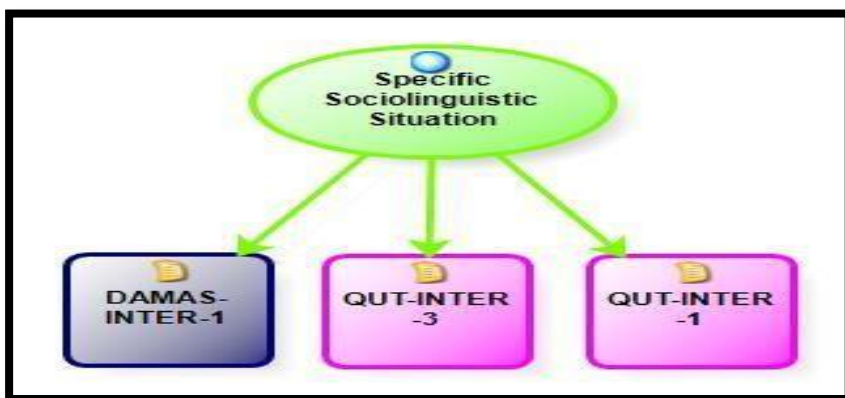 Specific
Sociolinguistic
Situation
DAMAS-
INTER-1
QUT-INTER
-3
QUT-INTER
-1